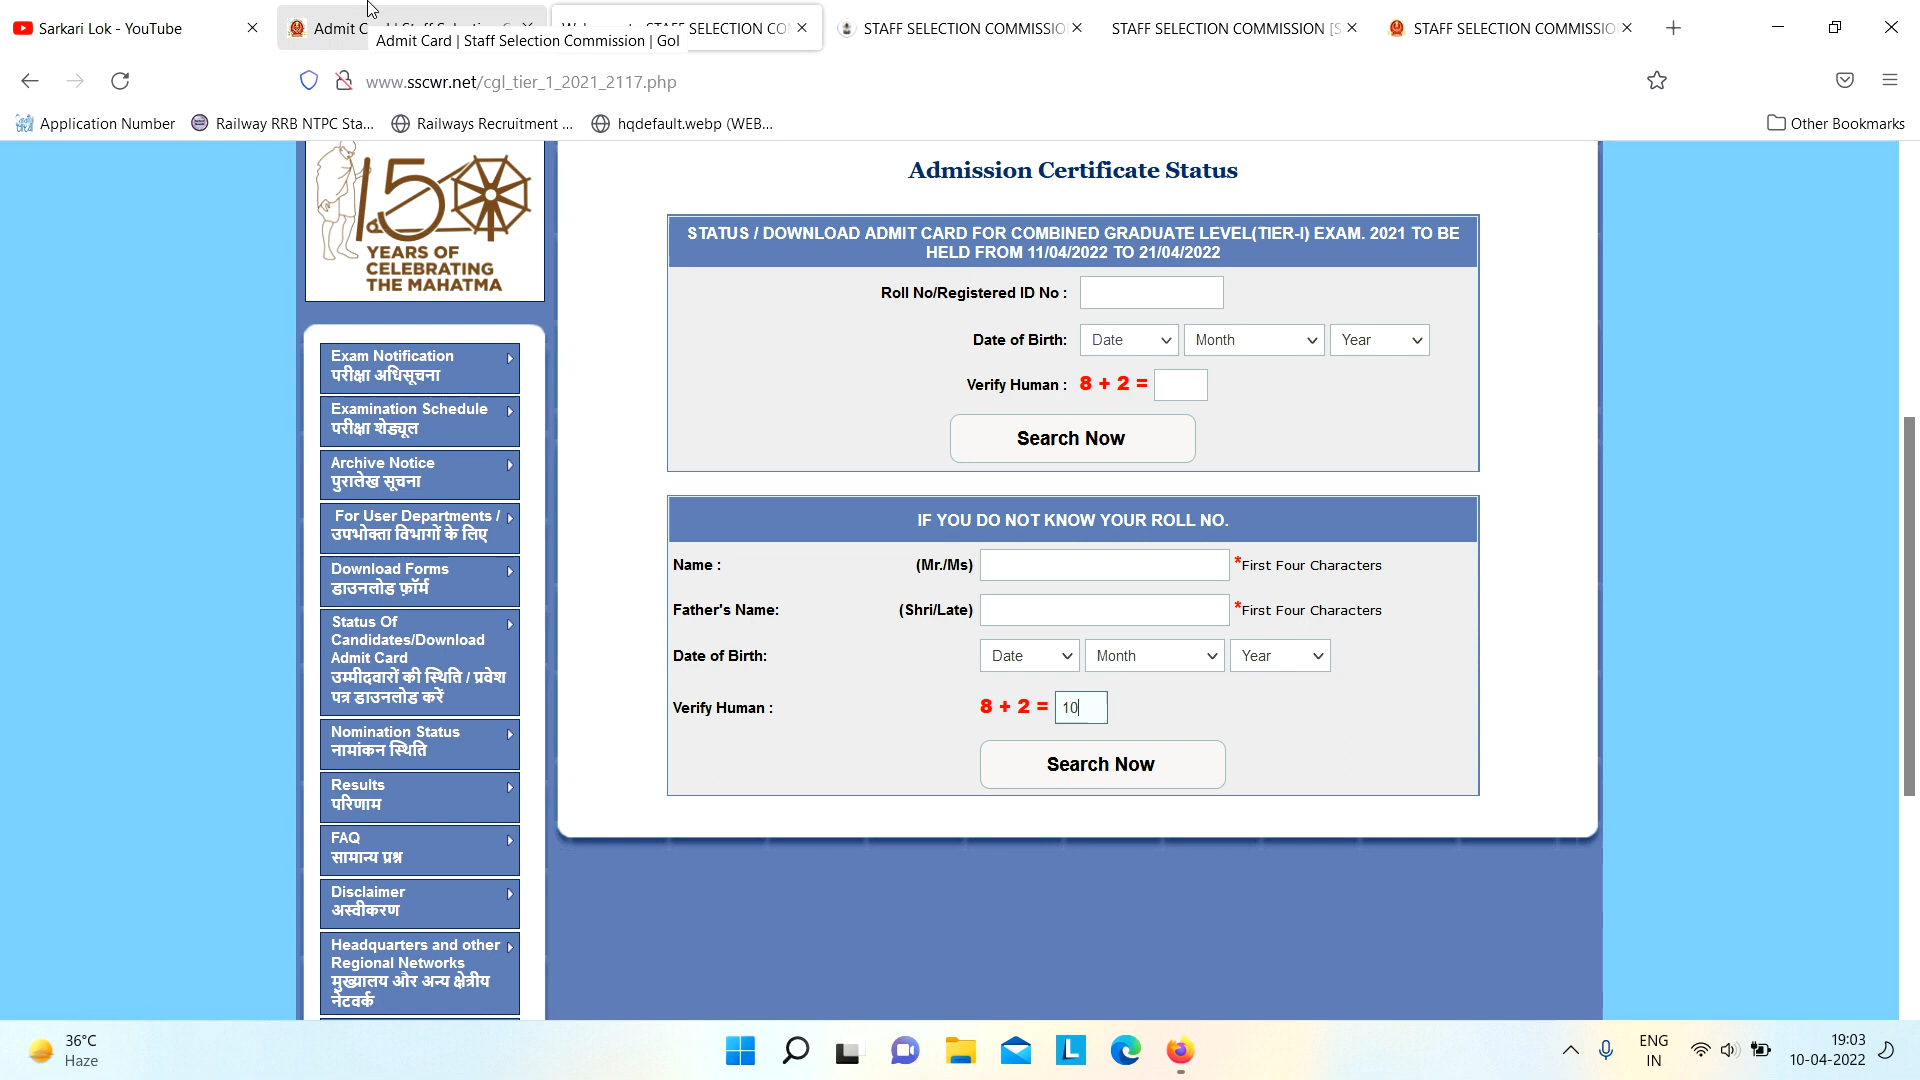 Sarkari Lok - YouTube
Admit C
SELECTION CO
STAFF SELECTION COMMISSIO
STAFF SELECTION COMMISSION [S
STAFF SELECTION COMMISSIO
Admit Card | Staff Selection Commission | GoI
www.sscwr.net/cgl_tier_1_2021_2117.php
Application Number
Railway RRB NTPC Sta...
Railways Recruitment ...
hqdefault.webp (WEB...
Other Bookmarks
150
YEARS OF
CELEBRATING
THE MAHATMA
Exam Notification
परीक्षा अधिसूचना
Examination Schedule
परीक्षा शेड्यूल
Archive Notice
पुरालेख सूचना
For User Departments /
उपभोक्ता विभागों के लिए
Download Forms
डाउनलोड फ़ॉर्म
Status Of
Candidates/Download
Admit Card
उम्मीदवारों की स्थिति / प्रवेश
पत्र डाउनलोड करें
Nomination Status
नामांकन स्थिति
Results
परिणाम
FAQ
सामान्य प्रश्न
Disclaimer
अस्वीकरण
Headquarters and other
Regional Networks
मुख्यालय और अन्य क्षेत्रीय
नेटवर्क
Admission Certificate Status
STATUS / DOWNLOAD ADMIT CARD FOR COMBINED GRADUATE LEVEL(TIER-I) EXAM. 2021 TO BE
HELD FROM 11/04/2022 TO 21/04/2022
Roll No/Registered ID No :
Date of Birth: Date Month Year
Verify Human : 8 + 2 =
Search Now
IF YOU DO NOT KNOW YOUR ROLL NO.
Name : (Mr./Ms) *First Four Characters
Father's Name: (Shri/Late) *First Four Characters
Date of Birth: Date Month Year
Verify Human : 8 + 2 = 10
Search Now
36°C
Haze
ENG
IN
19:03
10-04-2022